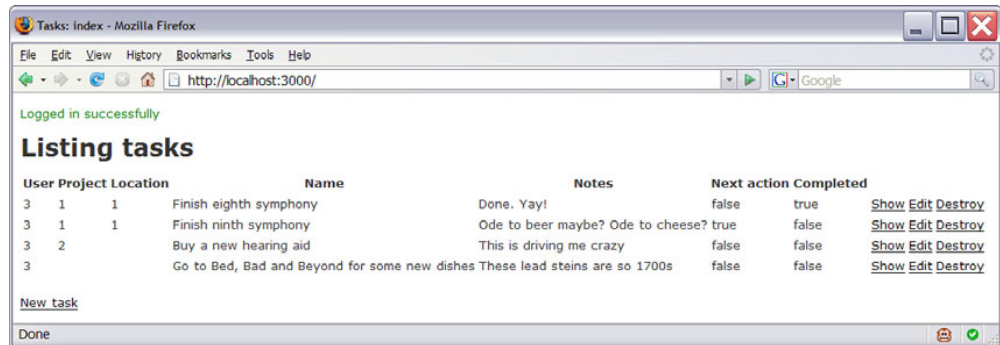 Tasks: index - Mozilla Firefox
File Edit View History Bookmarks Tools Help
http://localhost:3000/ G Google
Logged in successfully
Listing tasks
User Project Location Name Notes Next action Completed
3 1 1 Finish eighth symphony Done. Yay! false true Show Edit Destroy
3 1 1 Finish ninth symphony Ode to beer maybe? Ode to cheese? true false Show Edit Destroy
3 2 Buy a new hearing aid This is driving me crazy false false Show Edit Destroy
3 Go to Bed, Bad and Beyond for some new dishes These lead steins are so 1700s false false Show Edit Destroy
New task
Done